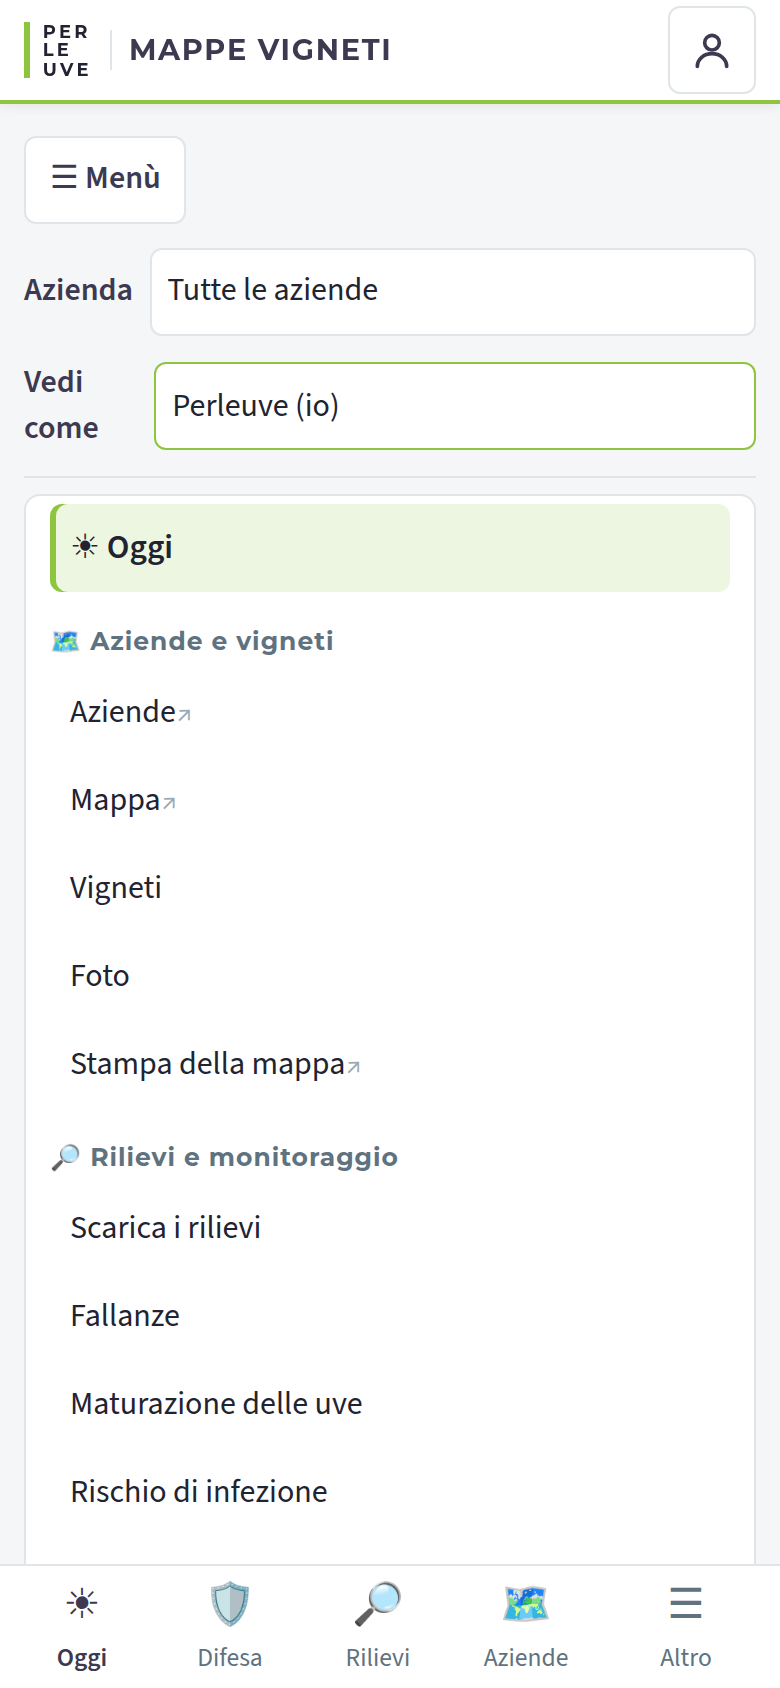 PER
LE
UVE
MAPPE VIGNETI
☰ Menù
Azienda
Tutte le aziende
Vedi
come
Perleuve (io)
☀ Oggi
🗺️ Aziende e vigneti
Aziende↗
Mappa↗
Vigneti
Foto
Stampa della mappa↗
🔎 Rilievi e monitoraggio
Scarica i rilievi
Fallanze
Maturazione delle uve
Rischio di infezione
Oggi
Difesa
Rilievi
Aziende
Altro